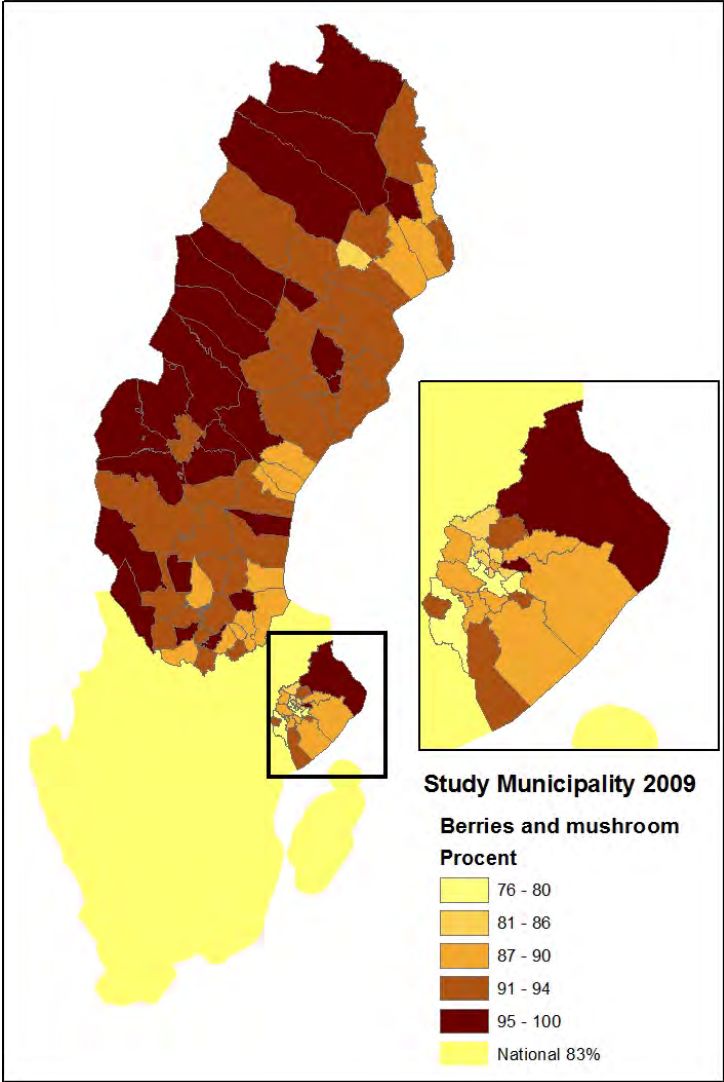 Study Municipality 2009
Berries and mushroom
Procent
76 - 80
81 - 86
87 - 90
91 - 94
95 - 100
National 83%